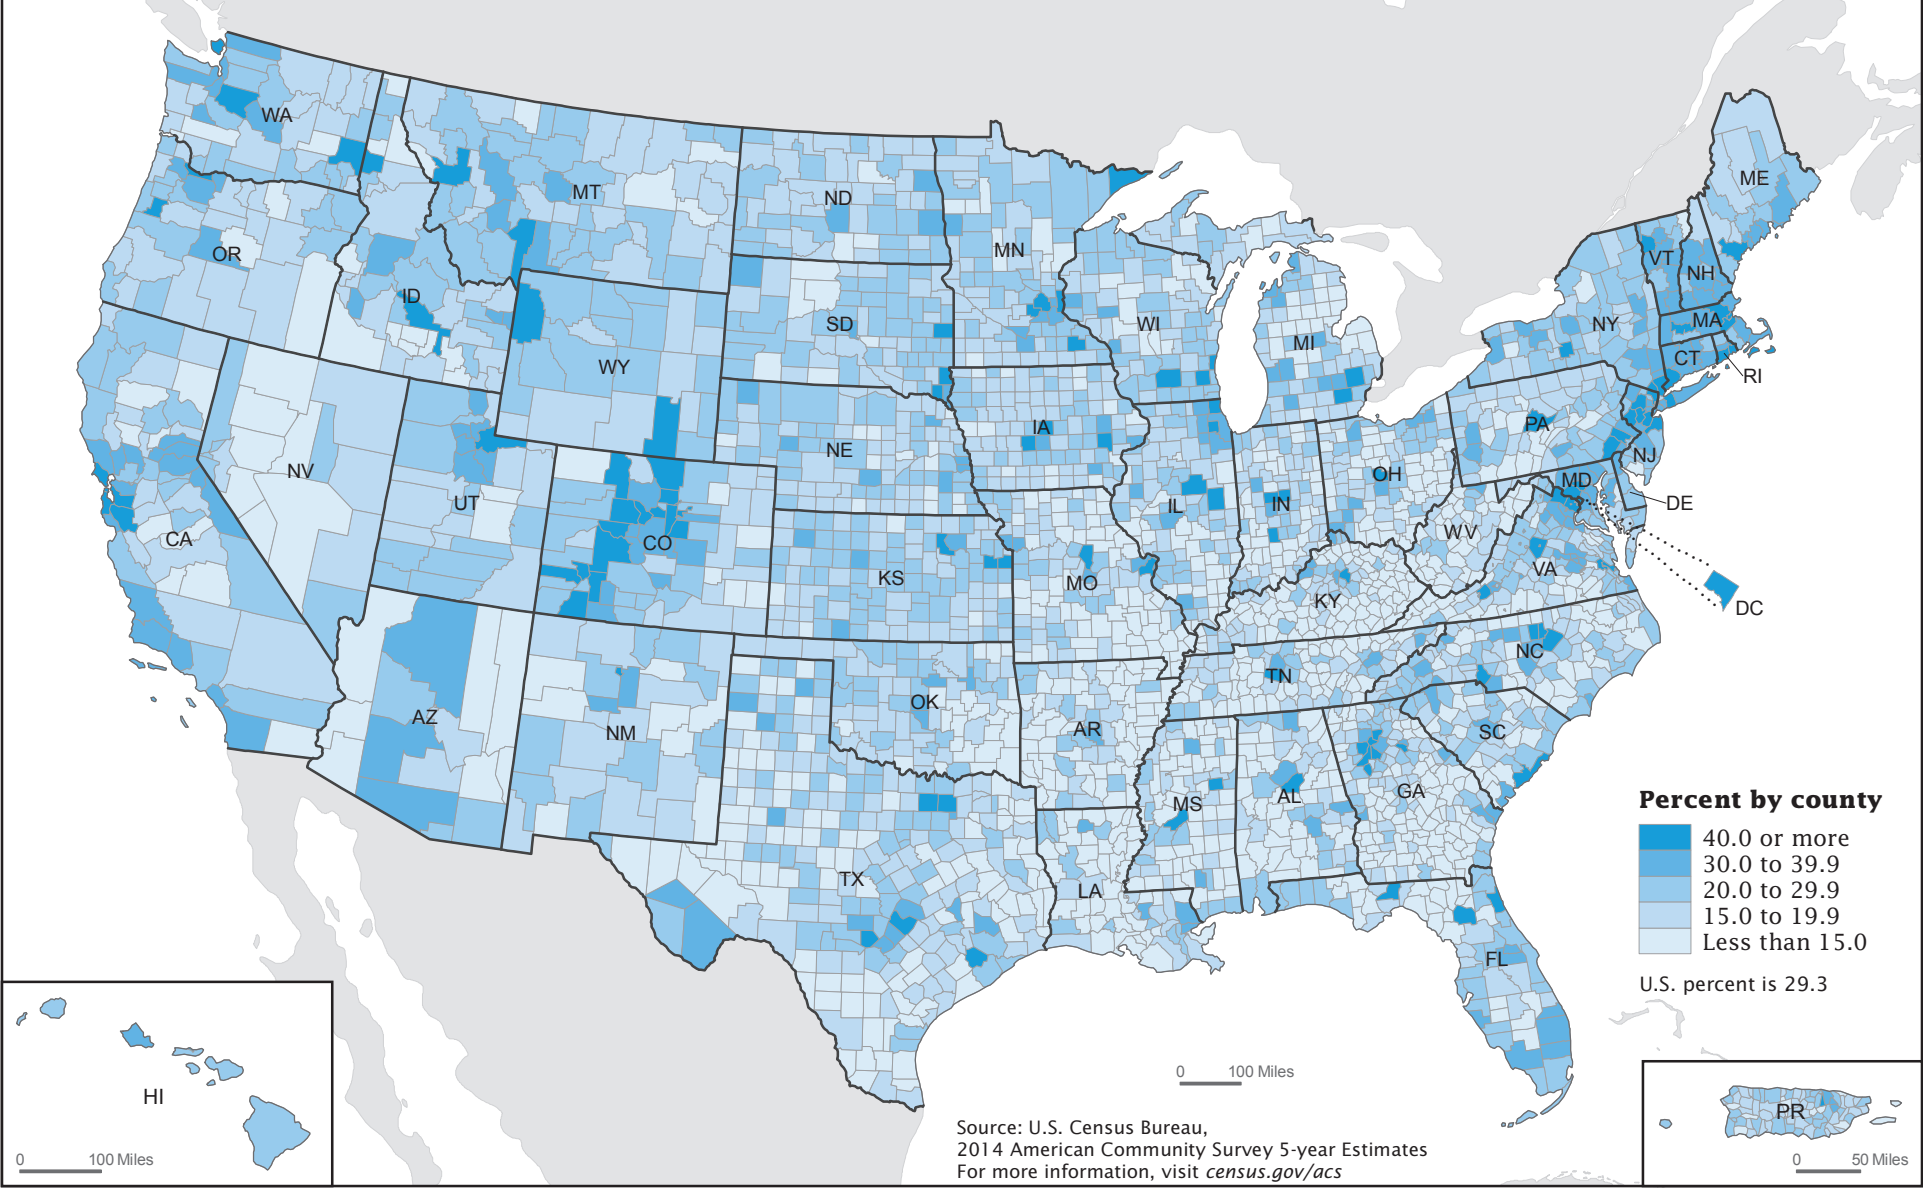 WA
MT
ND
MN
ME
OR
ID
SD
WI
MI
VT
NH
NY
MA
CT
RI
WY
IA
NE
PA
NJ
NV
UT
CO
IL
IN
OH
MD
DE
WV
CA
KS
MO
KY
VA
DC
AZ
NM
OK
AR
TN
NC
SC
TX
LA
MS
AL
GA
FL
Percent by county
40.0 or more
30.0 to 39.9
20.0 to 29.9
15.0 to 19.9
Less than 15.0
U.S. percent is 29.3
HI
0 100 Miles
0 100 Miles
PR
0 50 Miles
Source: U.S. Census Bureau,
2014 American Community Survey 5-year Estimates
For more information, visit census.gov/acs